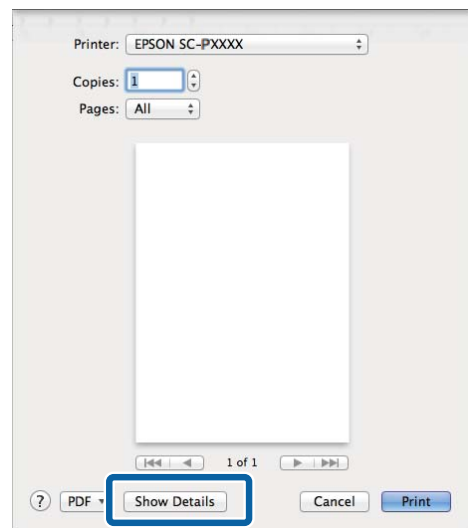 Printer: EPSON SC-PXXXX
Copies: 1
Pages: All
1 of 1
? PDF Show Details Cancel Print